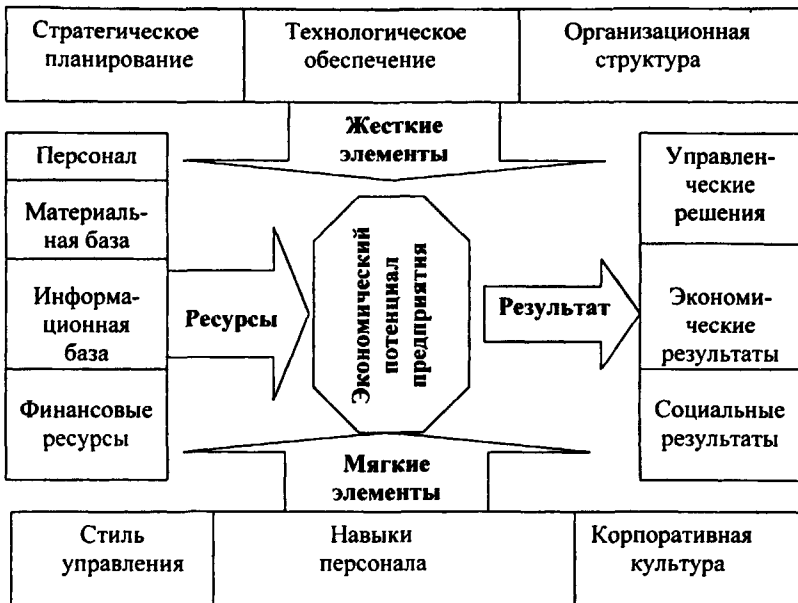 Стратегическое
планирование
Технологическое
обеспечение
Организационная
структура
Жесткие
элементы
Персонал
Материаль-
ная база
Информа-
ционная
база
Финансовые
ресурсы
Ресурсы
Экономический
потенциал
предприятия
Результат
Управлен-
ческие
решения
Экономи-
ческие
результаты
Социальные
результаты
Мягкие
элементы
Стиль
управления
Навыки
персонала
Корпоративная
культура